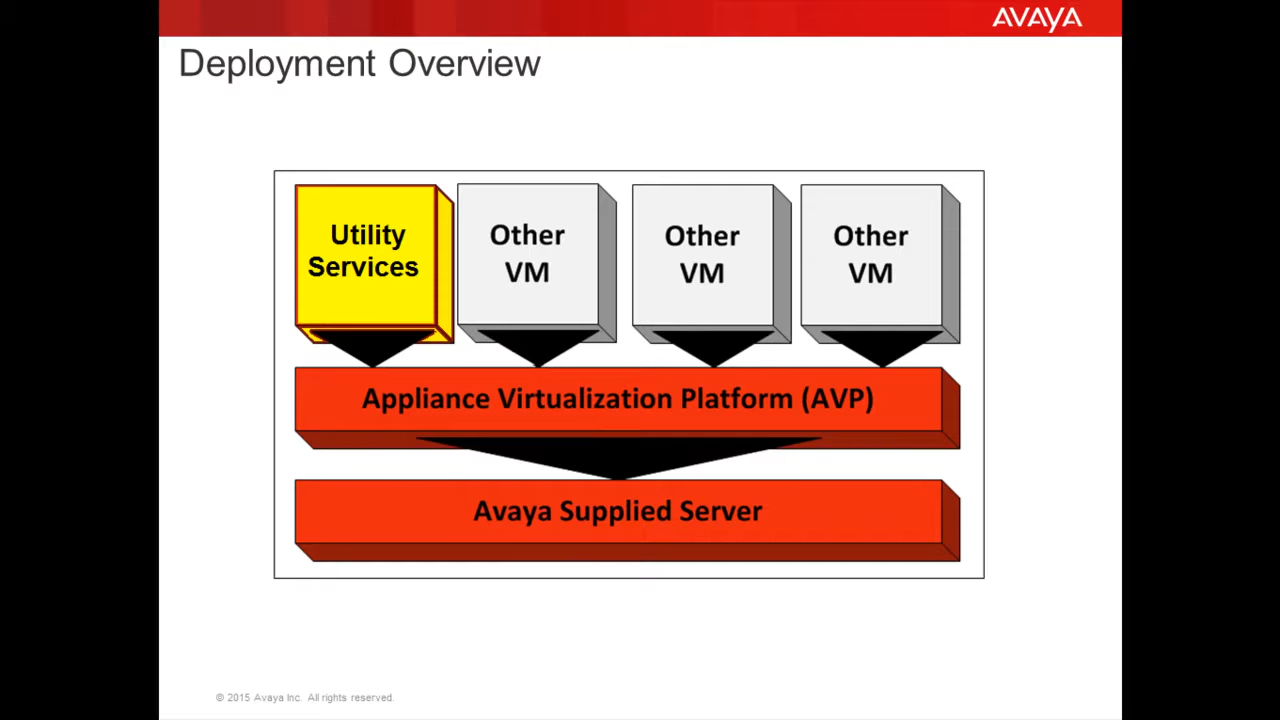 AVAYA
Deployment Overview
Utility
Services
Other
VM
Other
VM
Other
VM
Appliance Virtualization Platform (AVP)
Avaya Supplied Server
© 2015 Avaya Inc. All rights reserved.